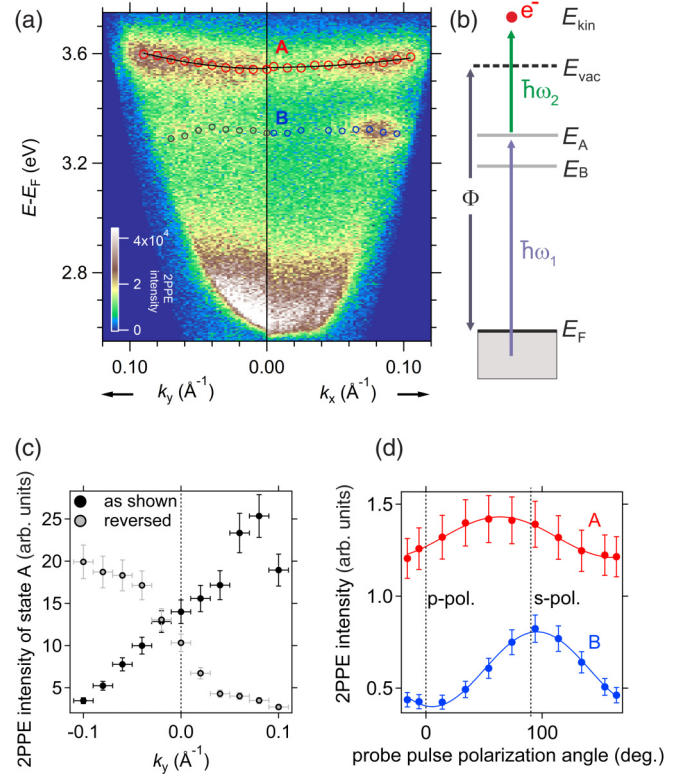 (a)
3.6
3.2
2.8
E-E_F (eV)
A
B
4x10⁴
2
0
2PPE
intensity
0.10
0.00
0.10
k_y (Å⁻¹)
k_x (Å⁻¹)
(b)
e⁻
E_kin
E_vac
ħω₂
E_A
E_B
Φ
ħω₁
E_F
(c)
as shown
reversed
25
20
15
10
5
2PPE intensity of state A (arb. units)
-0.1
0.0
0.1
k_y (Å⁻¹)
(d)
1.5
1.0
0.5
2PPE intensity (arb. units)
A
p-pol.
s-pol.
B
0
100
probe pulse polarization angle (deg.)